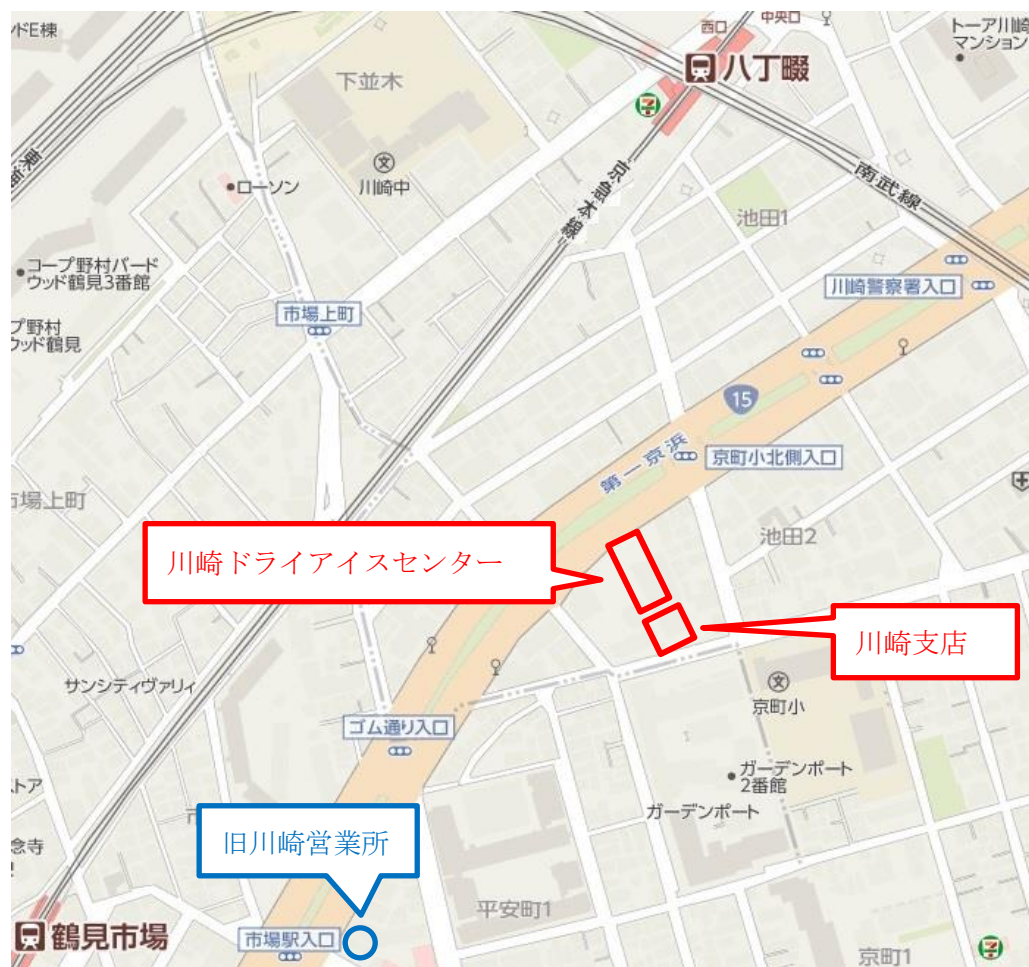 ドE棟
西口
中央口
トーア川崎
マンション
八丁畷
下並木
川崎中
ローソン
京急本線
南武線
池田1
コープ野村バード
ウッド鶴見3番館
川崎警察署入口
市場上町
プ野村
ウッド鶴見
15
第一京浜
京町小北側入口
市場上町
池田2
川崎ドライアイスセンター
川崎支店
サンシティヴァリィ
京町小
ゴム通り入口
ガーデンポート
2番館
ストア
ガーデンポート
旧川崎営業所
念寺
平安町1
鶴見市場
市場駅入口
京町1